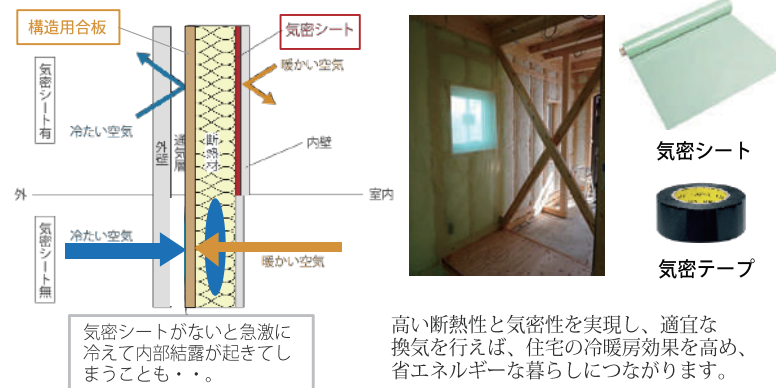 構造用合板
気密シート
気密シート有
暖かい空気
冷たい空気
外壁
通気層
断熱材
内壁
外
室内
気密シート無
冷たい空気
暖かい空気
気密シートがないと急激に
冷えて内部結露が起きてし
まうことも・・。
気密シート
気密テープ
高い断熱性と気密性を実現し、適宜な
換気を行えば、住宅の冷暖房効果を高め、
省エネルギーな暮らしにつながります。